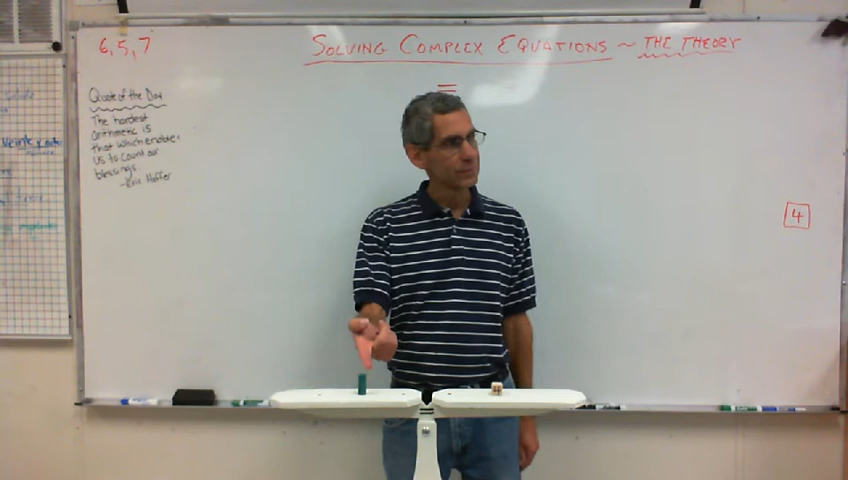 6, 5, 7
SOLVING COMPLEX EQUATIONS ~ THE THEORY
=
Quote of the Day
The hardest
arithmetic is
that which enables
us to count our
blessings
- Eric Hoffer
4